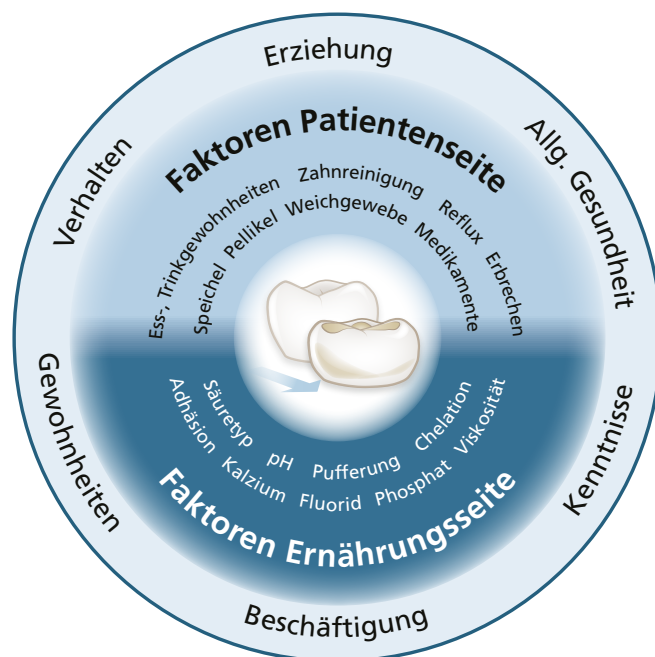 Erziehung
Verhalten
Allg. Gesundheit
Faktoren Patientenseite
Ess-, Trinkgewohnheiten Zahnreinigung Reflux Erbrechen
Speichel Pellikel Weichgewebe Medikamente
Säuretyp pH Pufferung Chelation
Adhäsion Kalzium Fluorid Phosphat Viskosität
Faktoren Ernährungsseite
Gewohnheiten
Kenntnisse
Beschäftigung